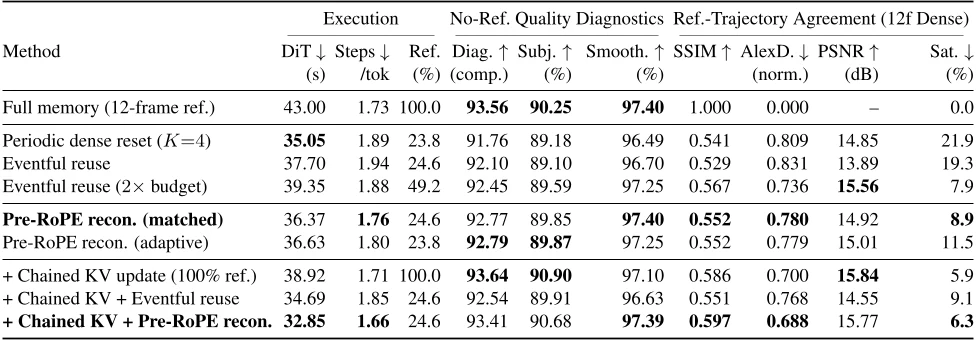 Execution No-Ref. Quality Diagnostics Ref.-Trajectory Agreement (12f Dense)
Method DiT ↓ Steps ↓ Ref. Diag. ↑ Subj. ↑ Smooth. ↑ SSIM ↑ AlexD. ↓ PSNR ↑ Sat. ↓
(s) /tok (%) (comp.) (%) (%) (norm.) (dB) (%)
Full memory (12-frame ref.) 43.00 1.73 100.0 93.56 90.25 97.40 1.000 0.000 – 0.0
Periodic dense reset (K=4) 35.05 1.89 23.8 91.76 89.18 96.49 0.541 0.809 14.85 21.9
Eventful reuse 37.70 1.94 24.6 92.10 89.10 96.70 0.529 0.831 13.89 19.3
Eventful reuse (2× budget) 39.35 1.88 49.2 92.45 89.59 97.25 0.567 0.736 15.56 7.9
Pre-RoPE recon. (matched) 36.37 1.76 24.6 92.77 89.85 97.40 0.552 0.780 14.92 8.9
Pre-RoPE recon. (adaptive) 36.63 1.80 23.8 92.79 89.87 97.25 0.552 0.779 15.01 11.5
+ Chained KV update (100% ref.) 38.92 1.71 100.0 93.64 90.90 97.10 0.586 0.700 15.84 5.9
+ Chained KV + Eventful reuse 34.69 1.85 24.6 92.54 89.91 96.63 0.551 0.768 14.55 9.1
+ Chained KV + Pre-RoPE recon. 32.85 1.66 24.6 93.41 90.68 97.39 0.597 0.688 15.77 6.3